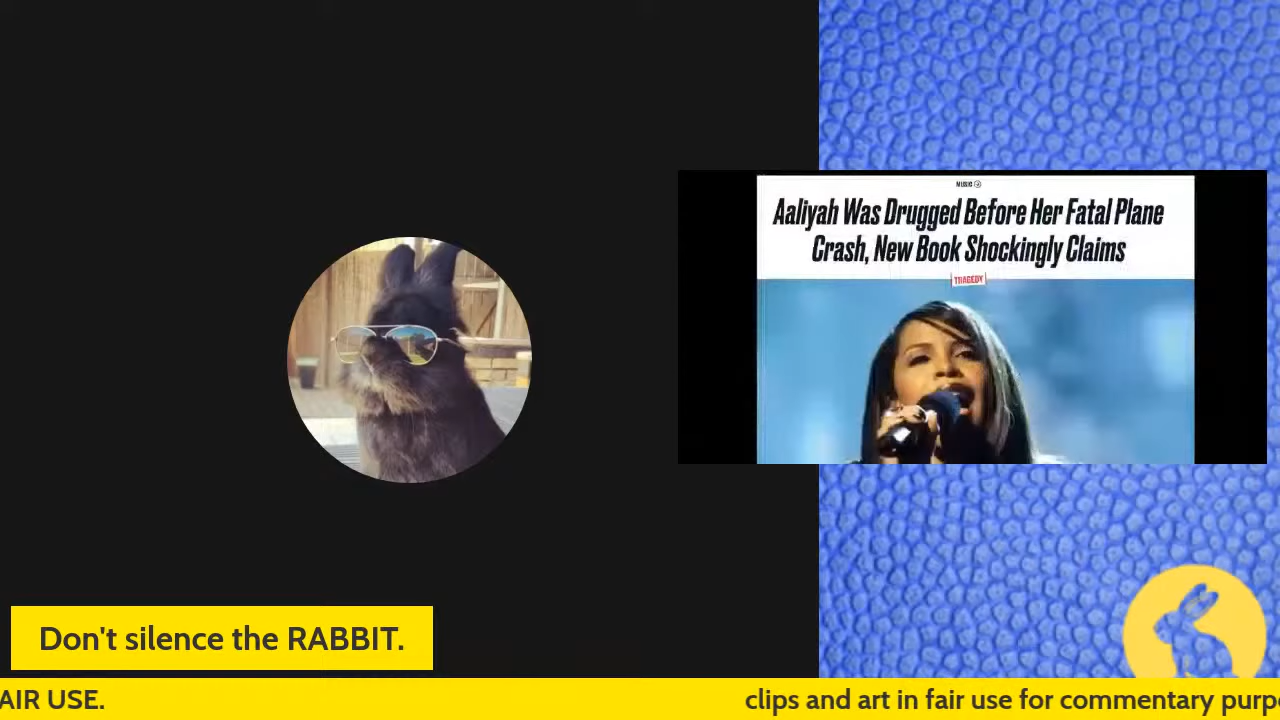 MUSIC
Aaliyah Was Drugged Before Her Fatal Plane
Crash, New Book Shockingly Claims
TRAGEDY
Don't silence the RABBIT.
AIR USE.
clips and art in fair use for commentary purp